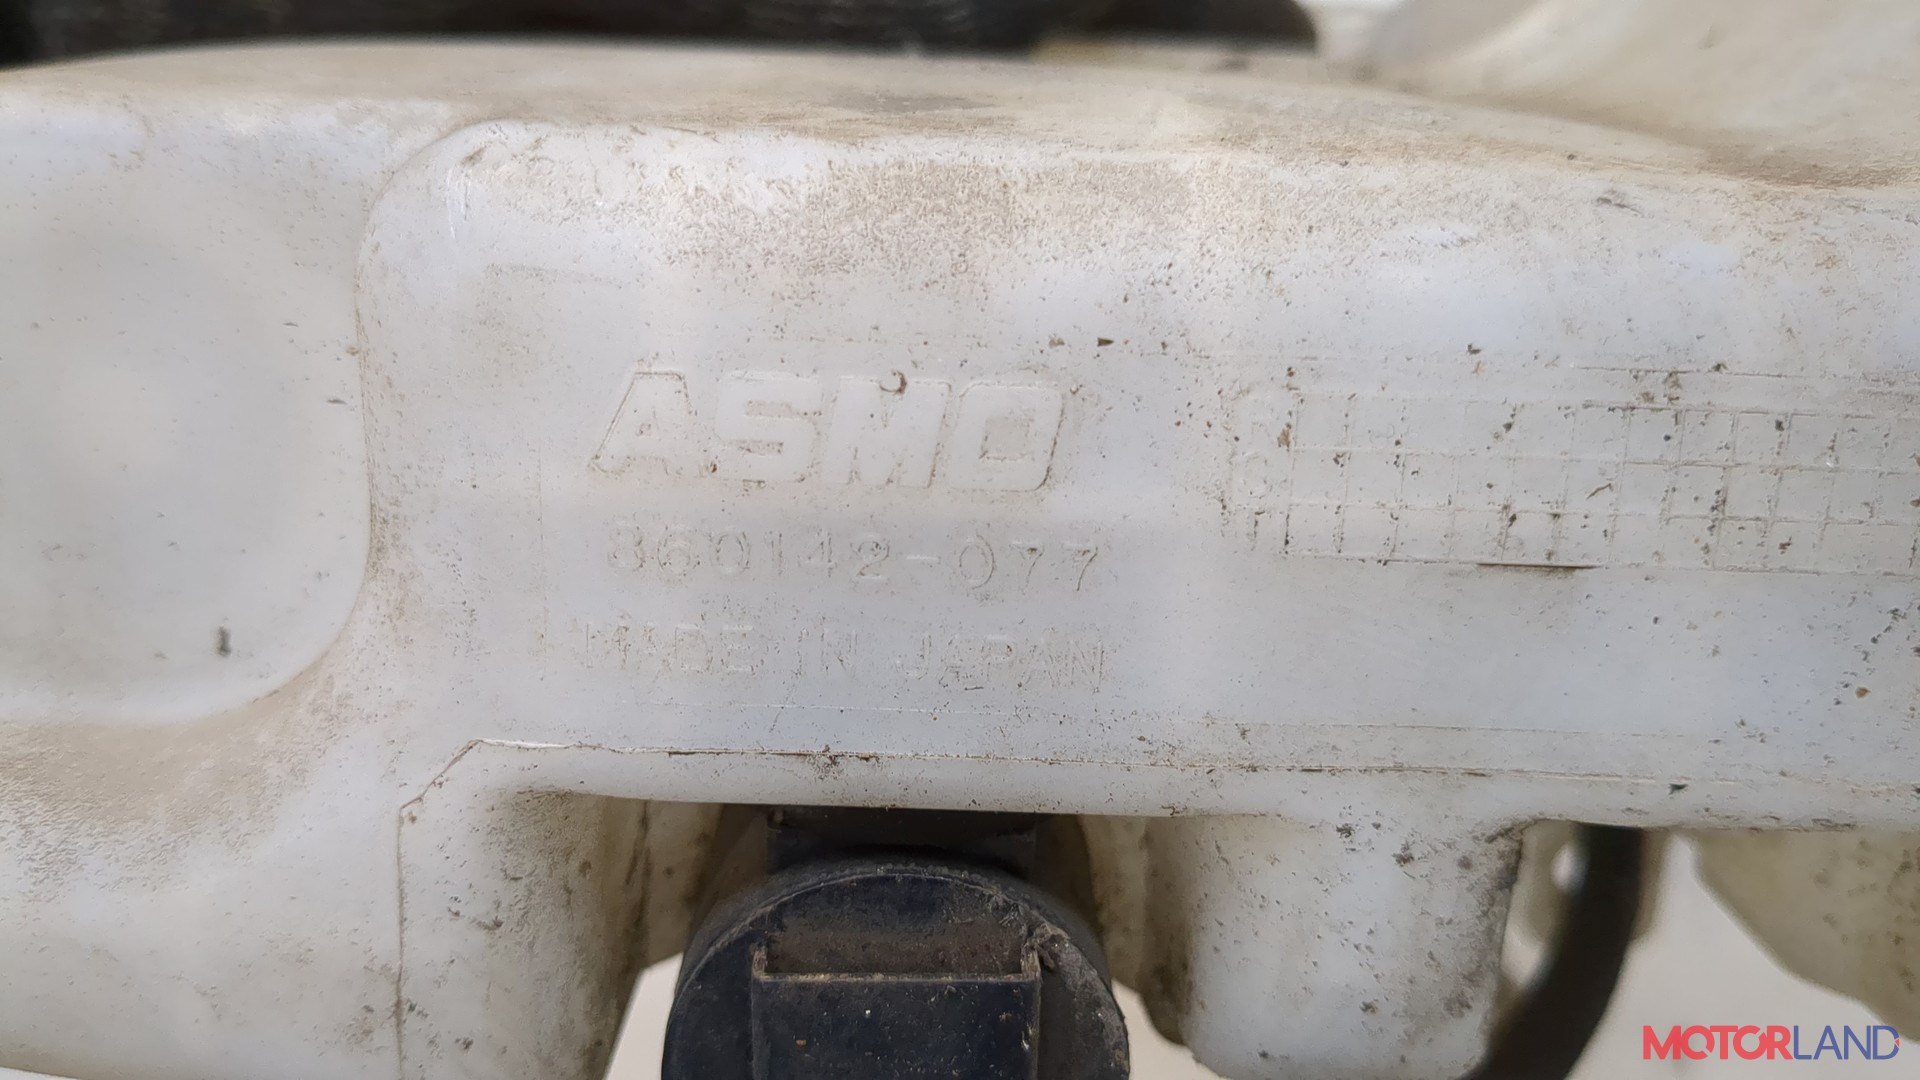 ASMO
860142-077
MADE IN JAPAN
MOTORLAND